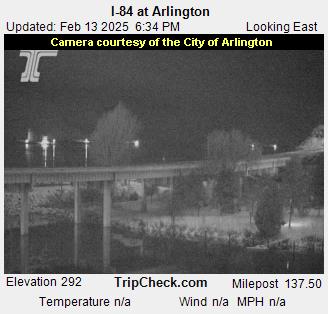 I-84 at Arlington
Updated: Feb 13 2025 6:34 PM Looking East
Camera courtesy of the City of Arlington
Elevation 292 TripCheck.com Milepost 137.50
Temperature n/a Wind n/a MPH n/a